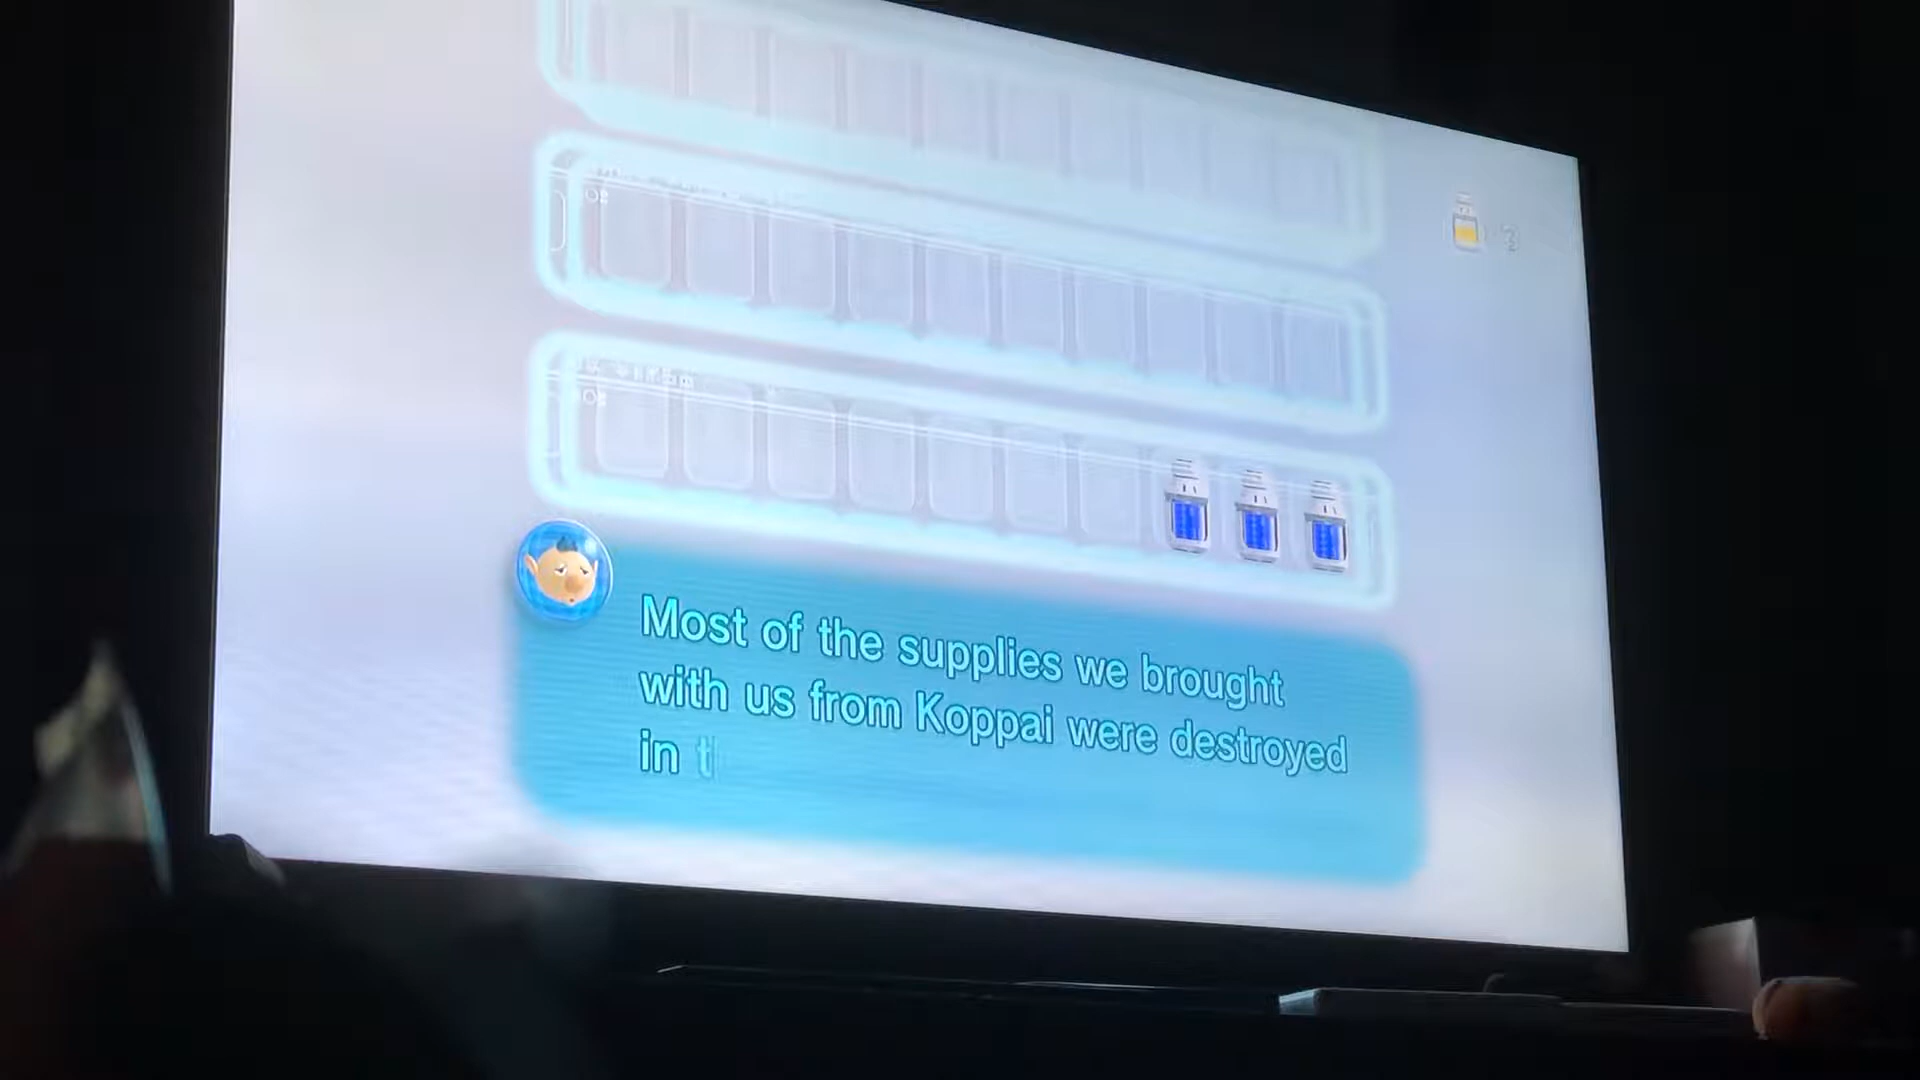 Most of the supplies we brought
with us from Koppai were destroyed
in t